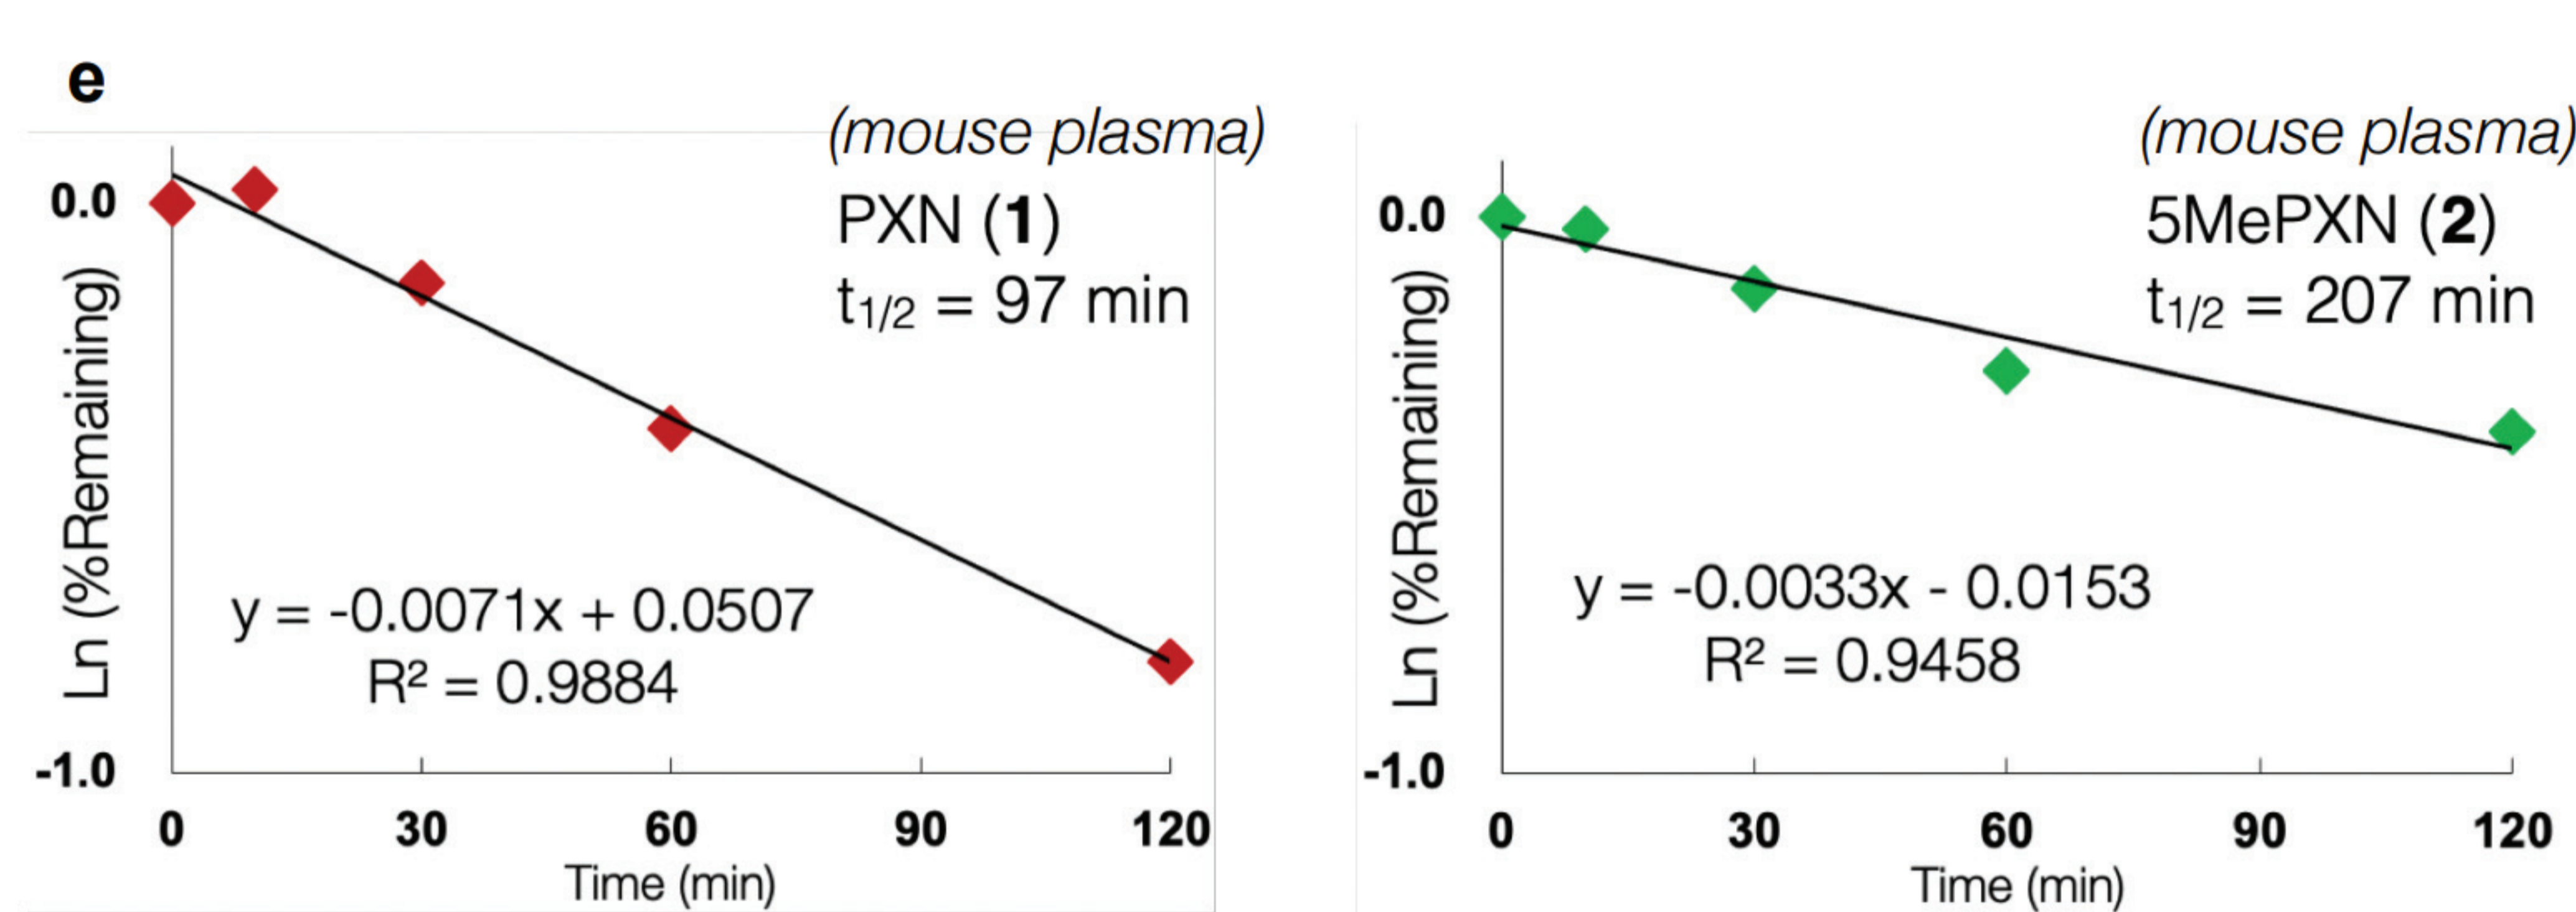 e
(mouse plasma)
PXN (1)
t1/2 = 97 min
0.0
Ln (%Remaining)
y = -0.0071x + 0.0507
R² = 0.9884
-1.0
0 30 60 90 120
Time (min)
(mouse plasma)
5MePXN (2)
t1/2 = 207 min
0.0
Ln (%Remaining)
y = -0.0033x - 0.0153
R² = 0.9458
-1.0
0 30 60 90 120
Time (min)